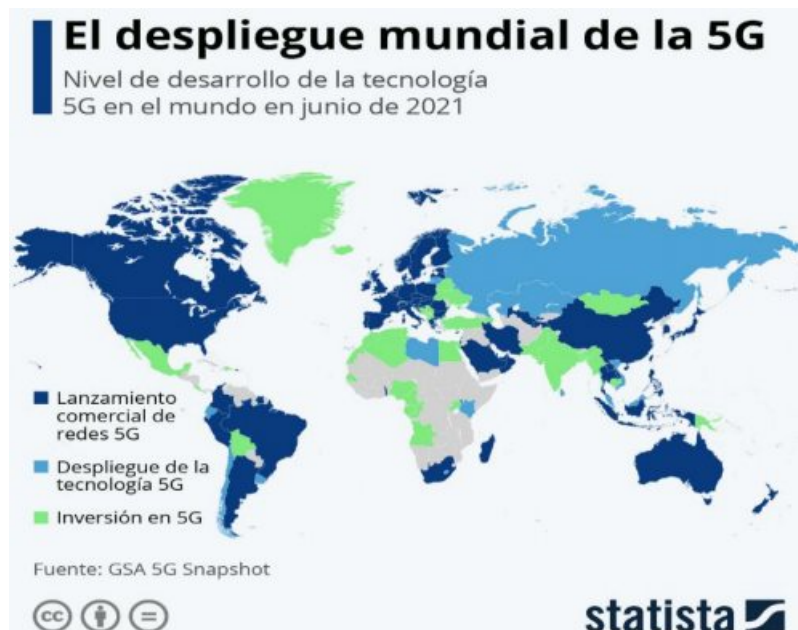 El despliegue mundial de la 5G
Nivel de desarrollo de la tecnología
5G en el mundo en junio de 2021
Lanzamiento
comercial de
redes 5G
Despliegue de la
tecnología 5G
Inversión en 5G
Fuente: GSA 5G Snapshot
cc
statista